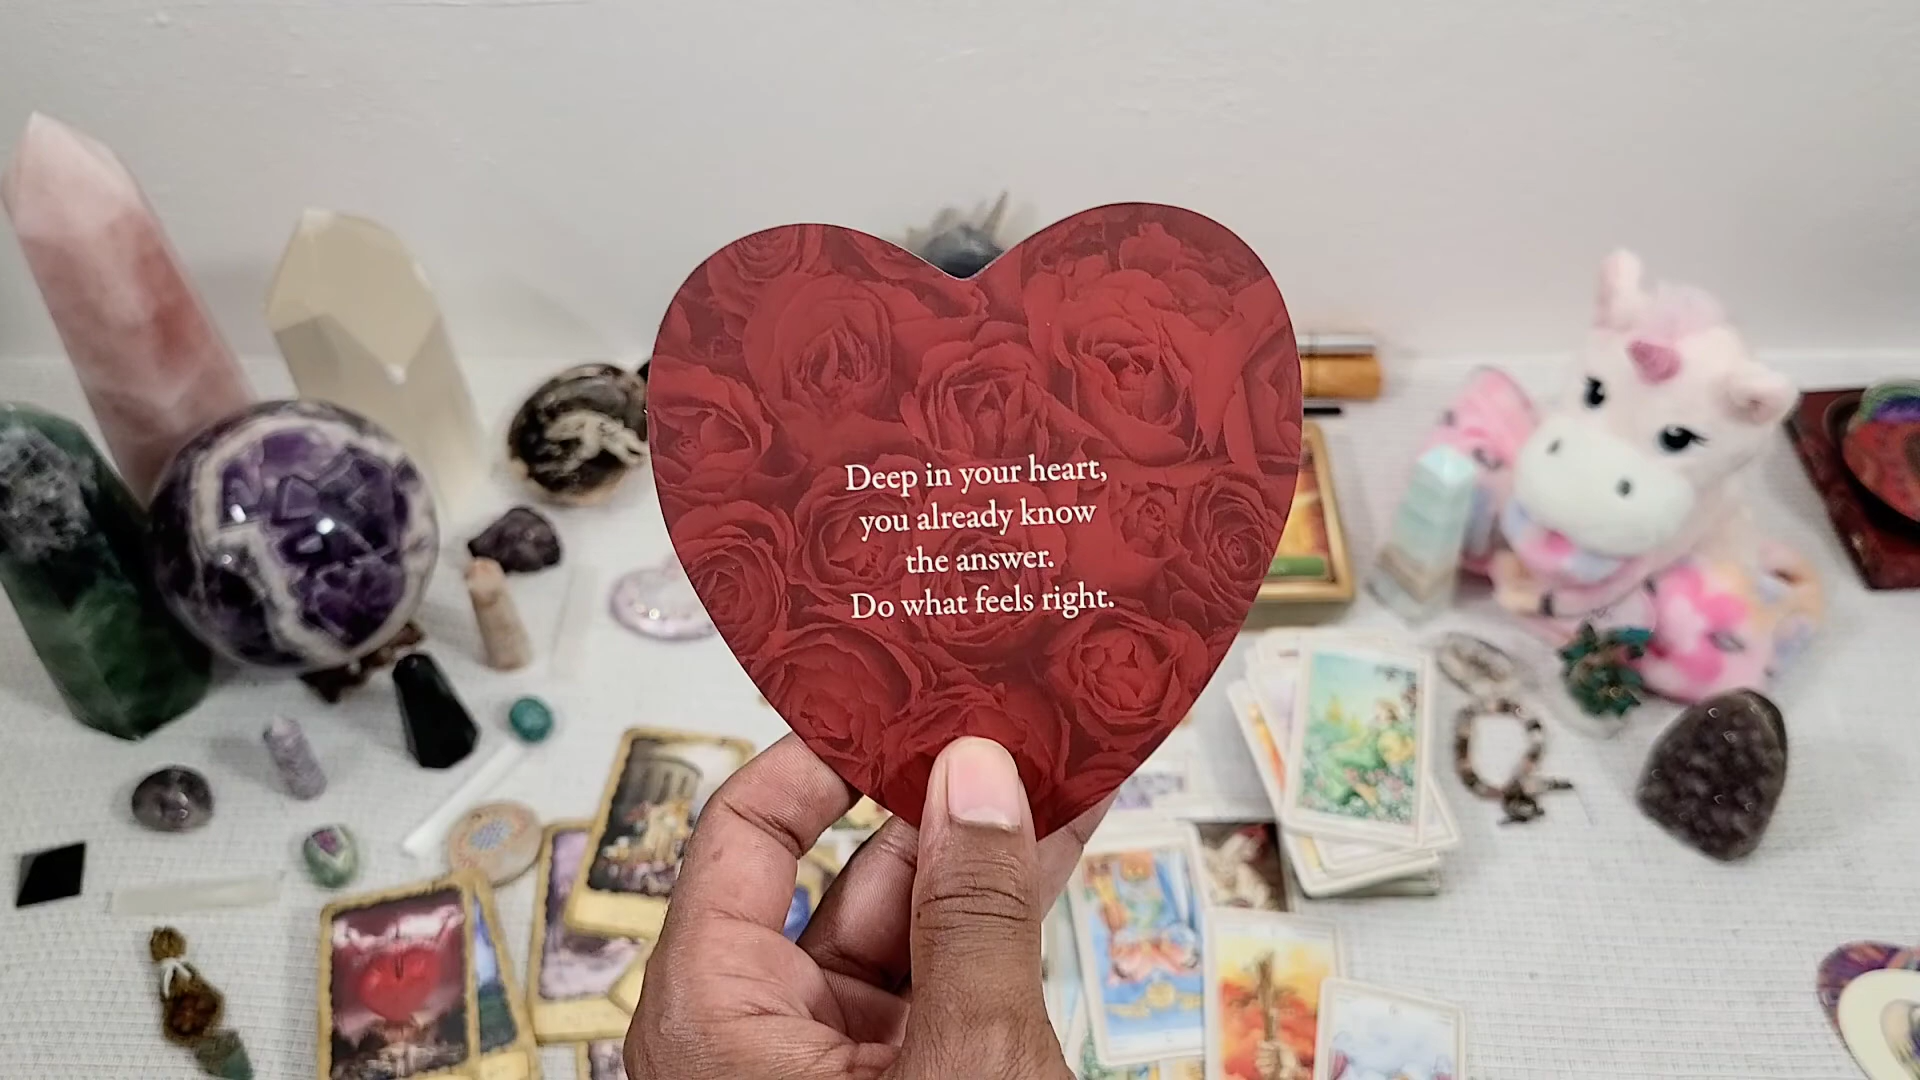 Deep in your heart,
you already know
the answer.
Do what feels right.